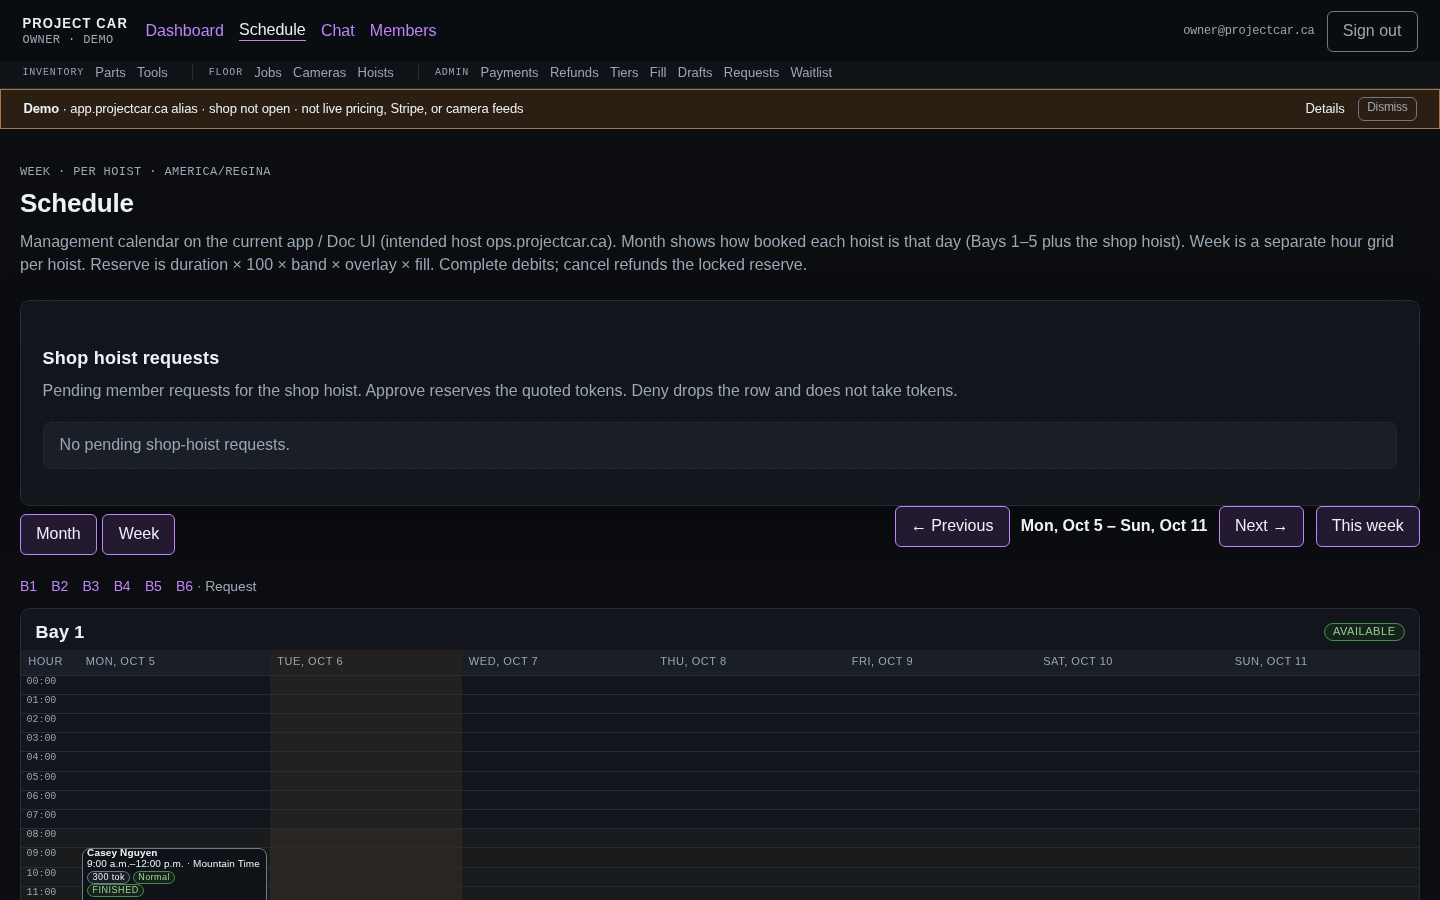 PROJECT CAR
OWNER · DEMO
Dashboard Schedule Chat Members
owner@projectcar.ca Sign out
INVENTORY Parts Tools FLOOR Jobs Cameras Hoists ADMIN Payments Refunds Tiers Fill Drafts Requests Waitlist
Demo · app.projectcar.ca alias · shop not open · not live pricing, Stripe, or camera feeds Details Dismiss
WEEK · PER HOIST · AMERICA/REGINA
Schedule
Management calendar on the current app / Doc UI (intended host ops.projectcar.ca). Month shows how booked each hoist is that day (Bays 1–5 plus the shop hoist). Week is a separate hour grid
per hoist. Reserve is duration × 100 × band × overlay × fill. Complete debits; cancel refunds the locked reserve.
Shop hoist requests
Pending member requests for the shop hoist. Approve reserves the quoted tokens. Deny drops the row and does not take tokens.
No pending shop-hoist requests.
Month Week ← Previous Mon, Oct 5 – Sun, Oct 11 Next → This week
B1 B2 B3 B4 B5 B6 · Request
Bay 1 AVAILABLE
HOUR MON, OCT 5 TUE, OCT 6 WED, OCT 7 THU, OCT 8 FRI, OCT 9 SAT, OCT 10 SUN, OCT 11
00:00
01:00
02:00
03:00
04:00
05:00
06:00
07:00
08:00
09:00 Casey Nguyen
9:00 a.m.–12:00 p.m. · Mountain Time
10:00 300 tok Normal
11:00 FINISHED